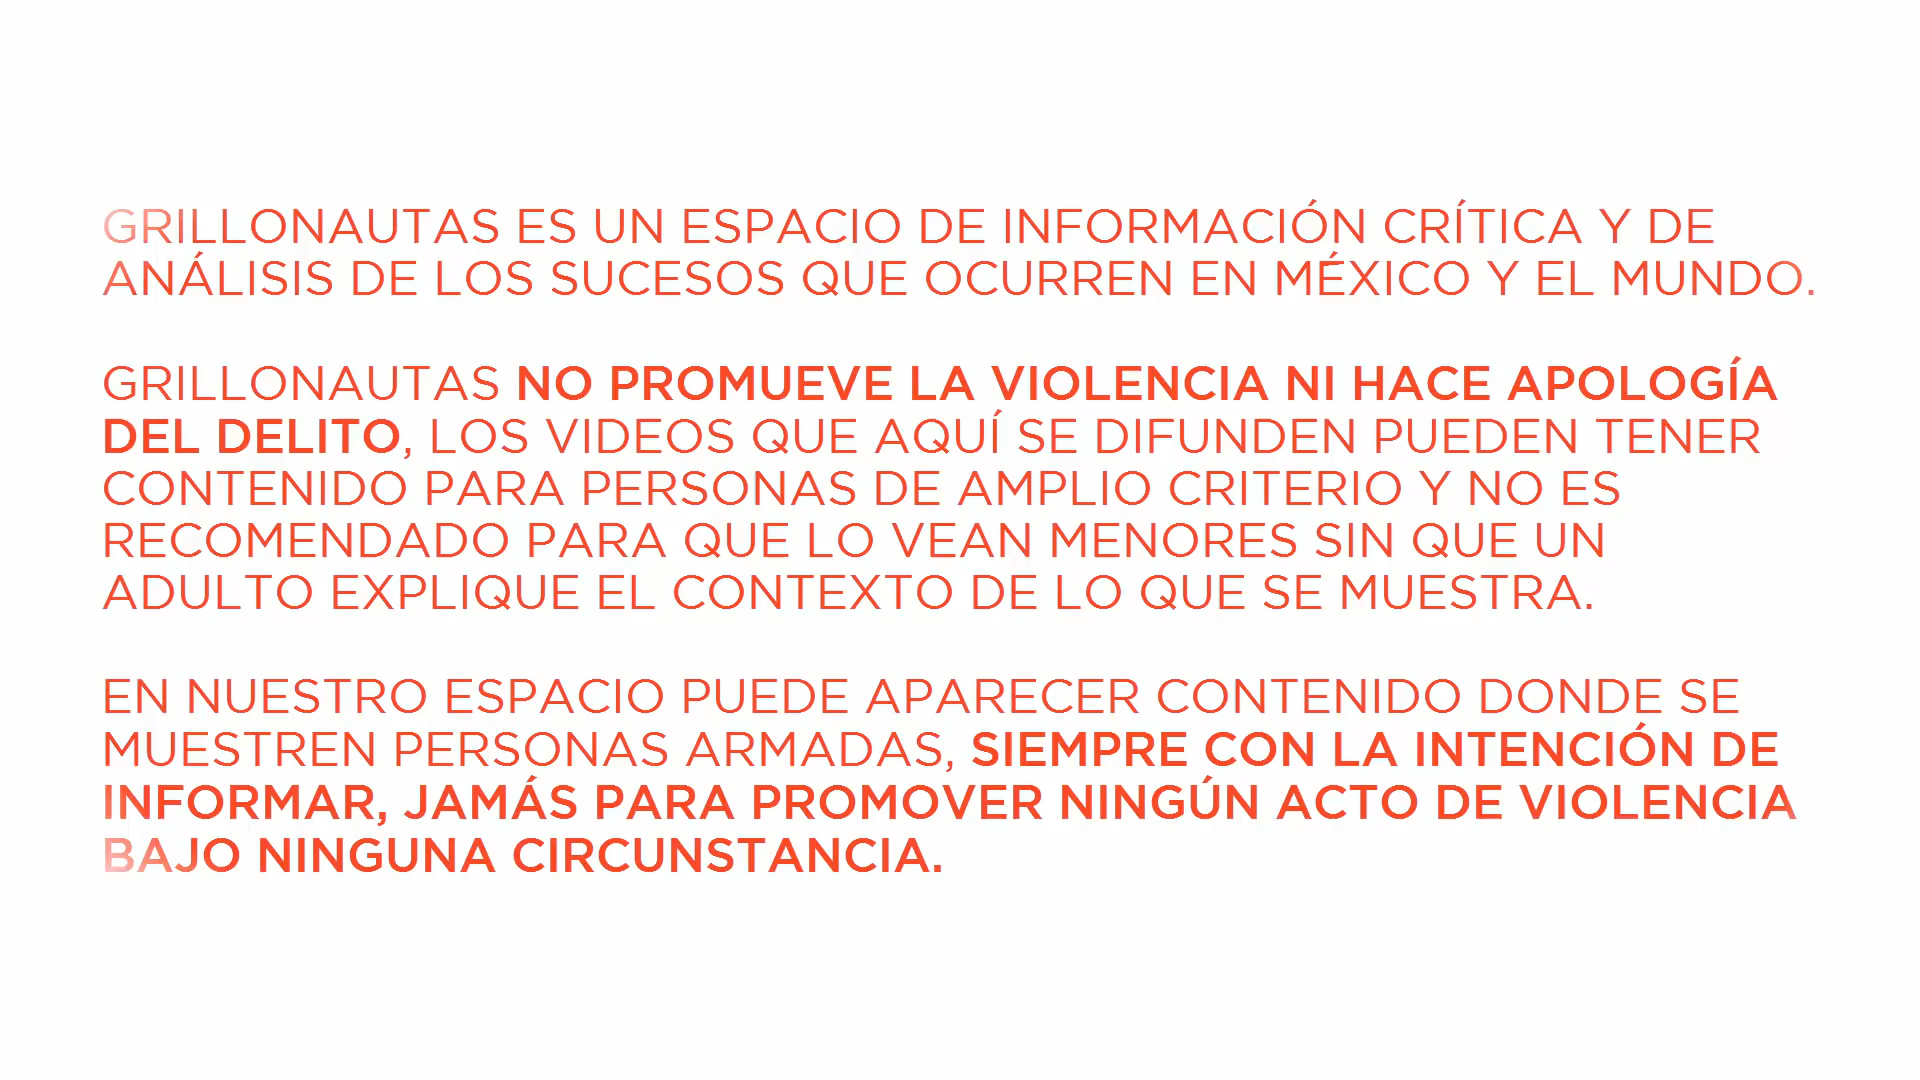 GRILLONAUTAS ES UN ESPACIO DE INFORMACIÓN CRÍTICA Y DE
ANÁLISIS DE LOS SUCESOS QUE OCURREN EN MÉXICO Y EL MUNDO.
GRILLONAUTAS NO PROMUEVE LA VIOLENCIA NI HACE APOLOGÍA
DEL DELITO, LOS VIDEOS QUE AQUÍ SE DIFUNDEN PUEDEN TENER
CONTENIDO PARA PERSONAS DE AMPLIO CRITERIO Y NO ES
RECOMENDADO PARA QUE LO VEAN MENORES SIN QUE UN
ADULTO EXPLIQUE EL CONTEXTO DE LO QUE SE MUESTRA.
EN NUESTRO ESPACIO PUEDE APARECER CONTENIDO DONDE SE
MUESTREN PERSONAS ARMADAS, SIEMPRE CON LA INTENCIÓN DE
INFORMAR, JAMÁS PARA PROMOVER NINGÚN ACTO DE VIOLENCIA
BAJO NINGUNA CIRCUNSTANCIA.